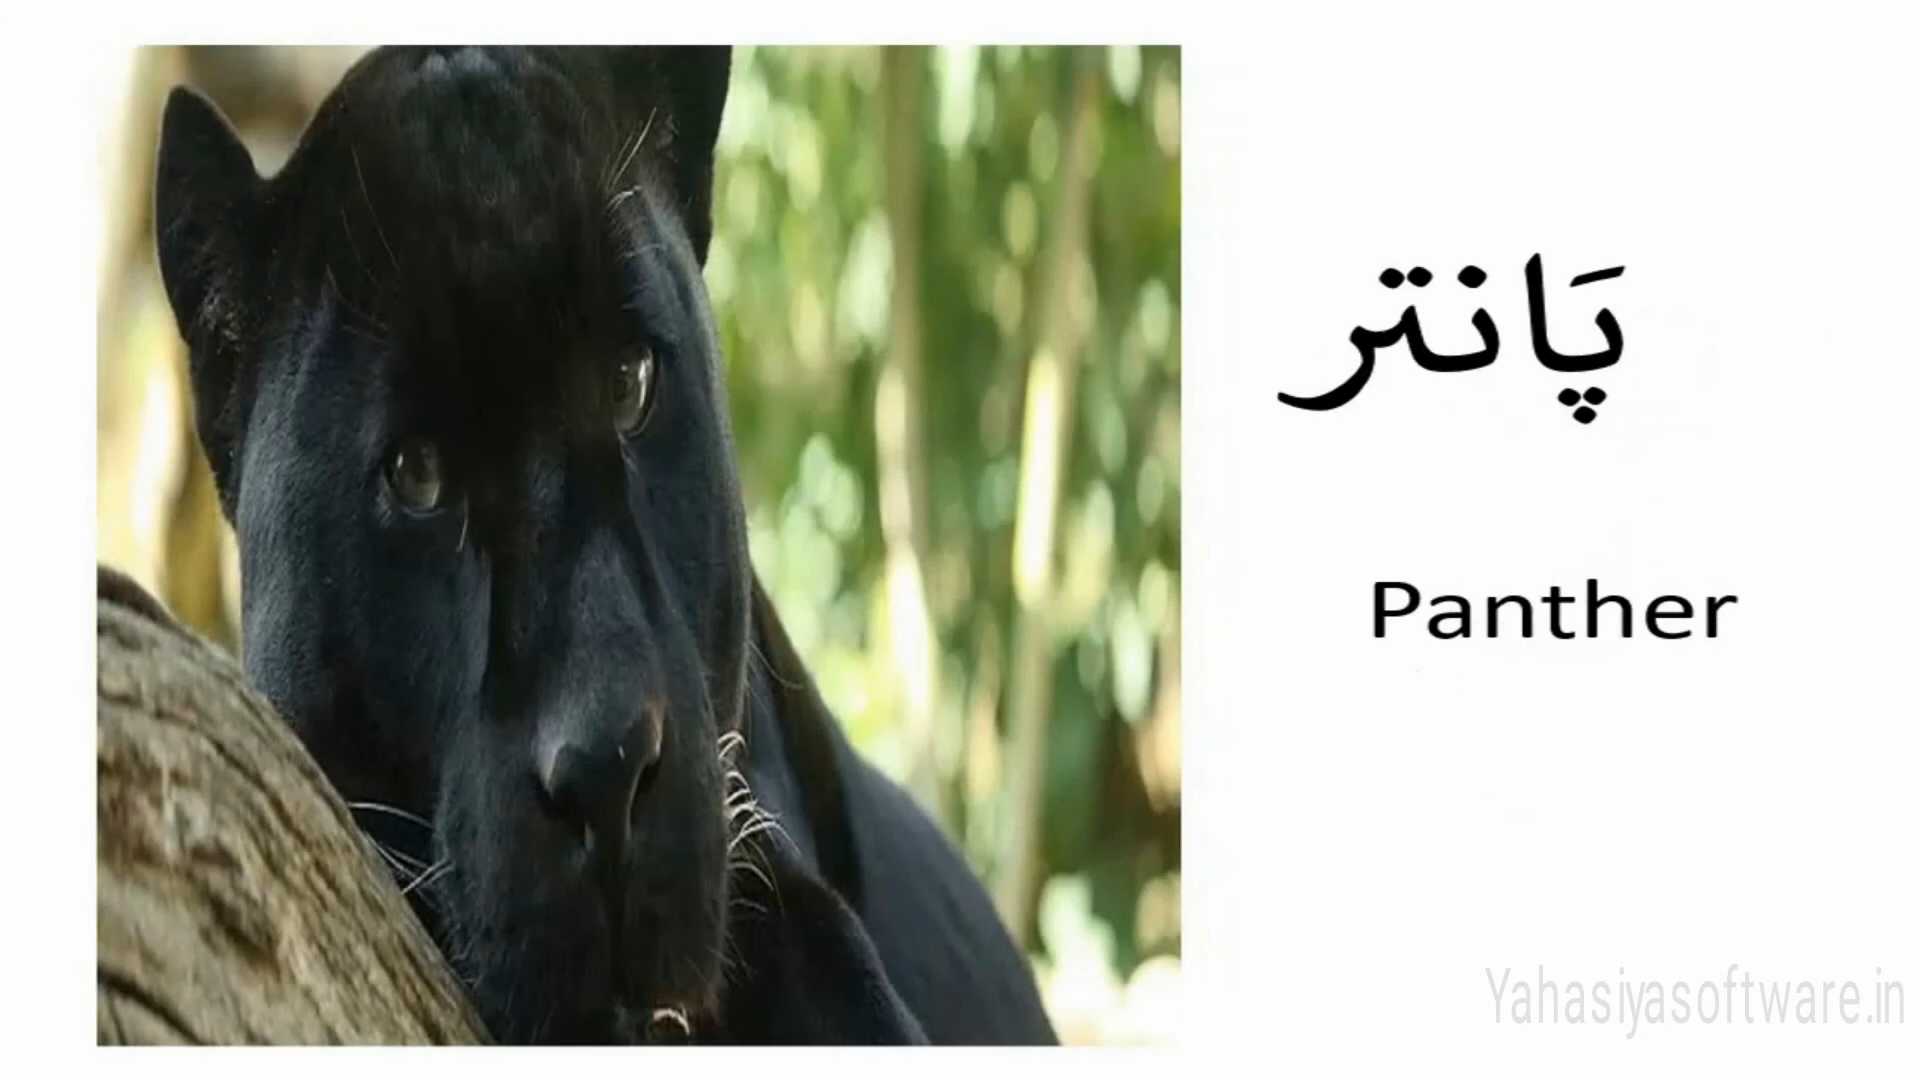 پَانتر
Panther
Yahasiyasoftware.in